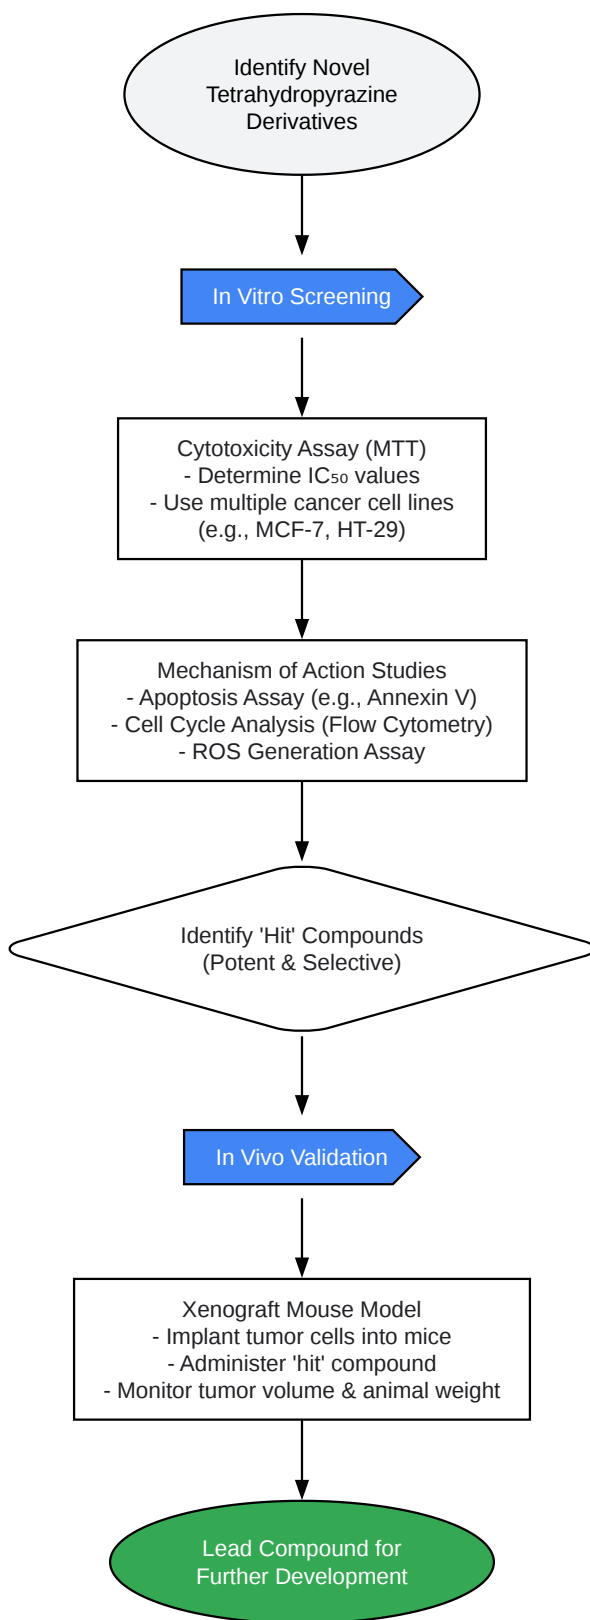 Identify Novel
Tetrahydropyrazine
Derivatives
In Vitro Screening
Cytotoxicity Assay (MTT)
- Determine IC₅₀ values
- Use multiple cancer cell lines
(e.g., MCF-7, HT-29)
Mechanism of Action Studies
- Apoptosis Assay (e.g., Annexin V)
- Cell Cycle Analysis (Flow Cytometry)
- ROS Generation Assay
Identify 'Hit' Compounds
(Potent & Selective)
In Vivo Validation
Xenograft Mouse Model
- Implant tumor cells into mice
- Administer 'hit' compound
- Monitor tumor volume & animal weight
Lead Compound for
Further Development